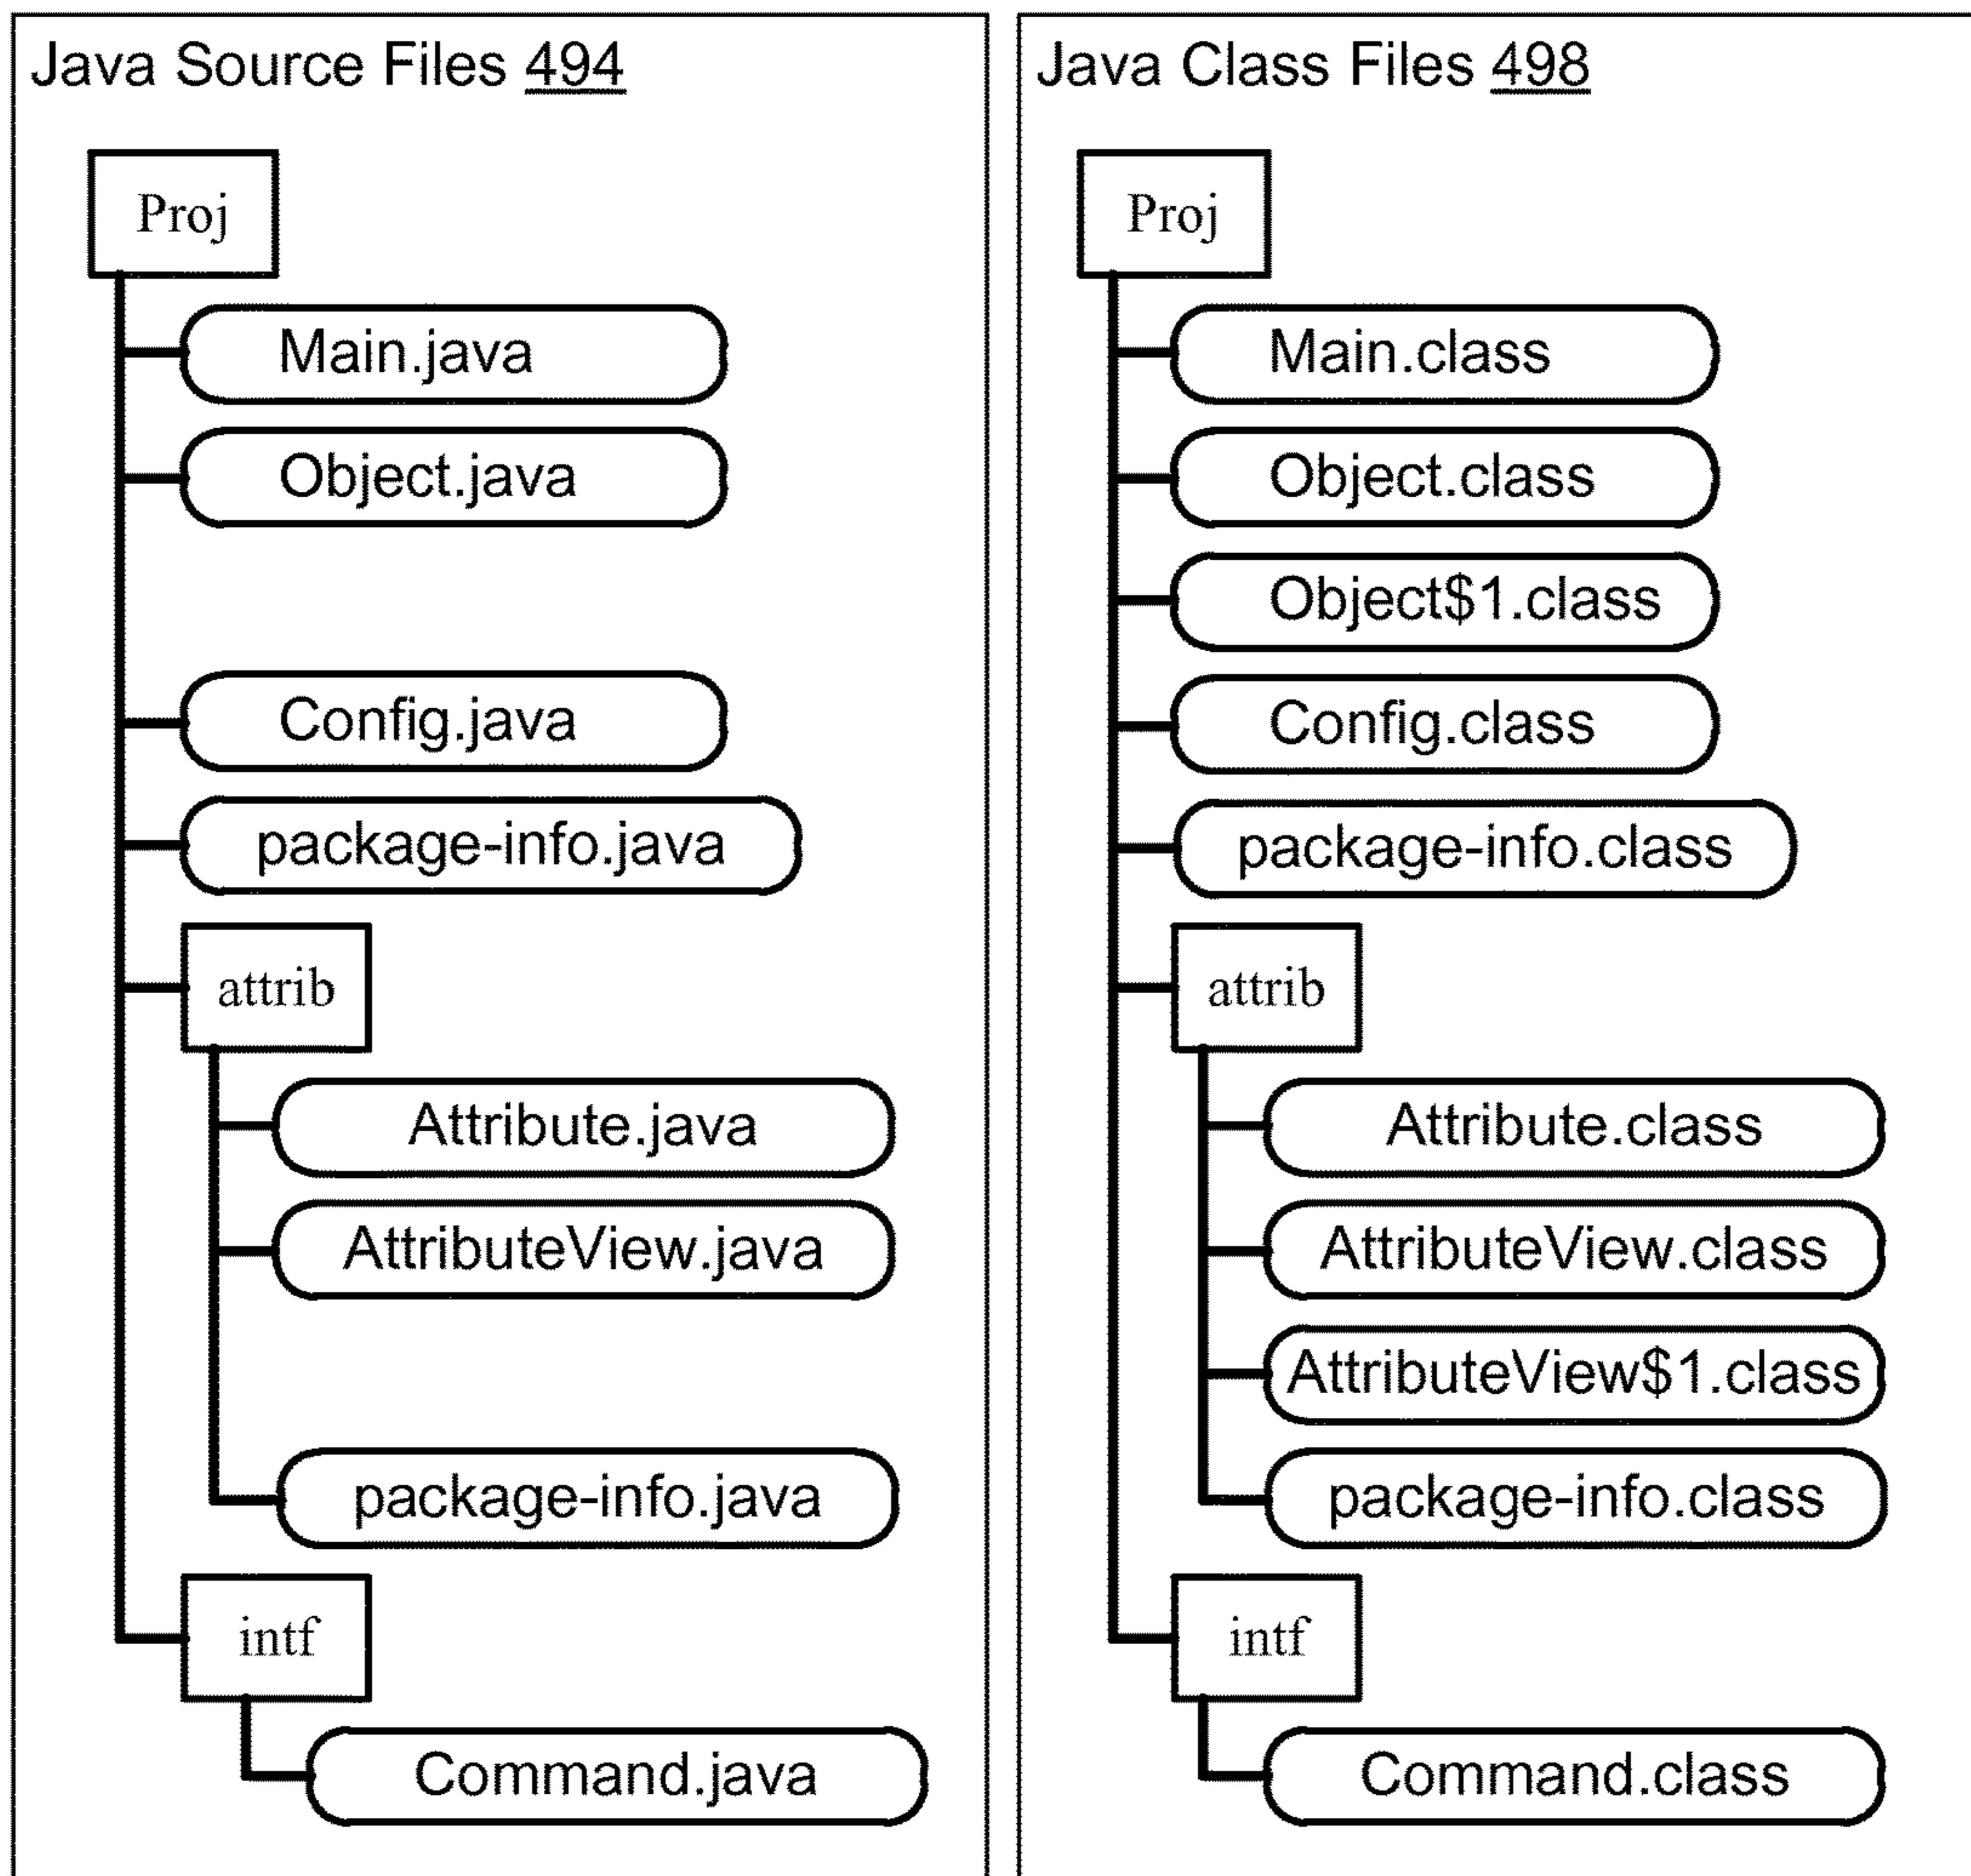 Java Source Files 494
Proj
Main.java
Object.java
Config.java
package-info.java
attrib
Attribute.java
AttributeView.java
package-info.java
intf
Command.java
Java Class Files 498
Proj
Main.class
Object.class
Object$1.class
Config.class
package-info.class
attrib
Attribute.class
AttributeView.class
AttributeView$1.class
package-info.class
intf
Command.class